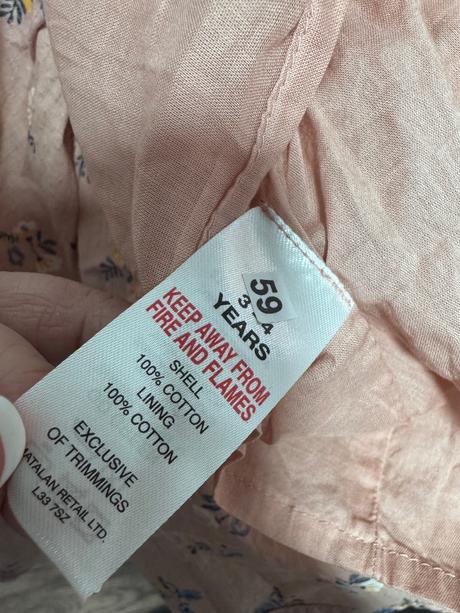 59
3 - 4
YEARS
KEEP AWAY FROM
FIRE AND FLAMES
SHELL
100% COTTON
LINING
100% COTTON
EXCLUSIVE
OF TRIMMINGS
MATALAN RETAIL LTD.
L33 7SZ